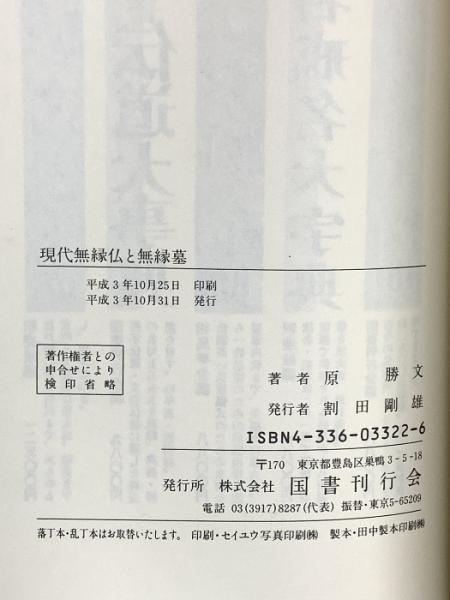 現代無縁仏と無縁墓
平成3年10月25日 印刷
平成3年10月31日 発行
著作権者との
申合せにより
検印省略
著者 原 勝文
発行者 割田剛雄
ISBN4-336-03322-6
〒170 東京都豊島区巣鴨3-5-18
発行所 株式会社 国書刊行会
電話 03(3917)8287(代表) 振替・東京5-65209
落丁本・乱丁本はお取替いたします。 印刷・セイユウ写真印刷㈱ 製本・田中製本印刷㈱